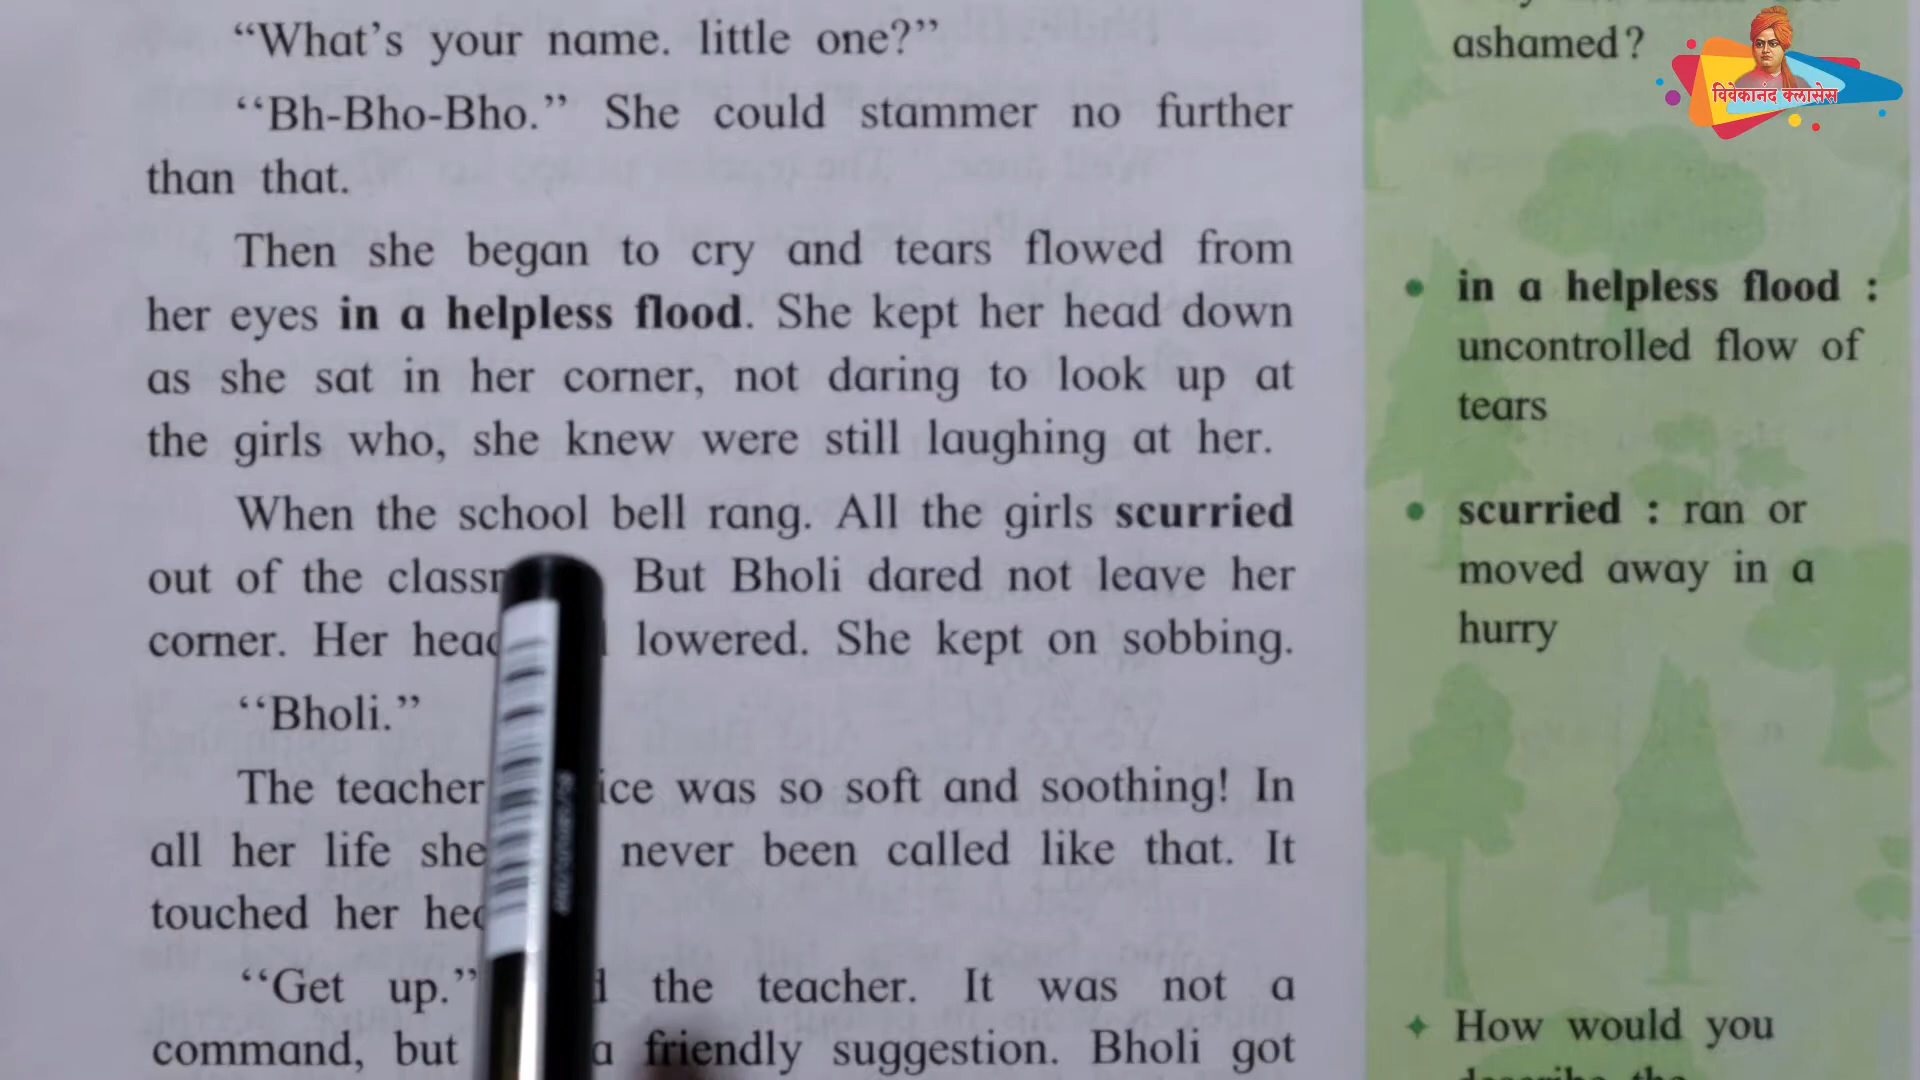 “What’s your name. little one?”
‘‘Bh-Bho-Bho.’’ She could stammer no further
than that.
Then she began to cry and tears flowed from
her eyes in a helpless flood. She kept her head down
as she sat in her corner, not daring to look up at
the girls who, she knew were still laughing at her.
When the school bell rang. All the girls scurried
out of the But Bholi dared not leave her
corner. Her lowered. She kept on sobbing.
‘‘Bholi.’’
The was so soft and soothing! In
all her life never been called like that. It
touched her
‘‘Get up.’’ the teacher. It was not a
command, but a friendly suggestion. Bholi got
ashamed?
विवेकानंद क्लासेस
• in a helpless flood :
uncontrolled flow of
tears
• scurried : ran or
moved away in a
hurry
✦ How would you